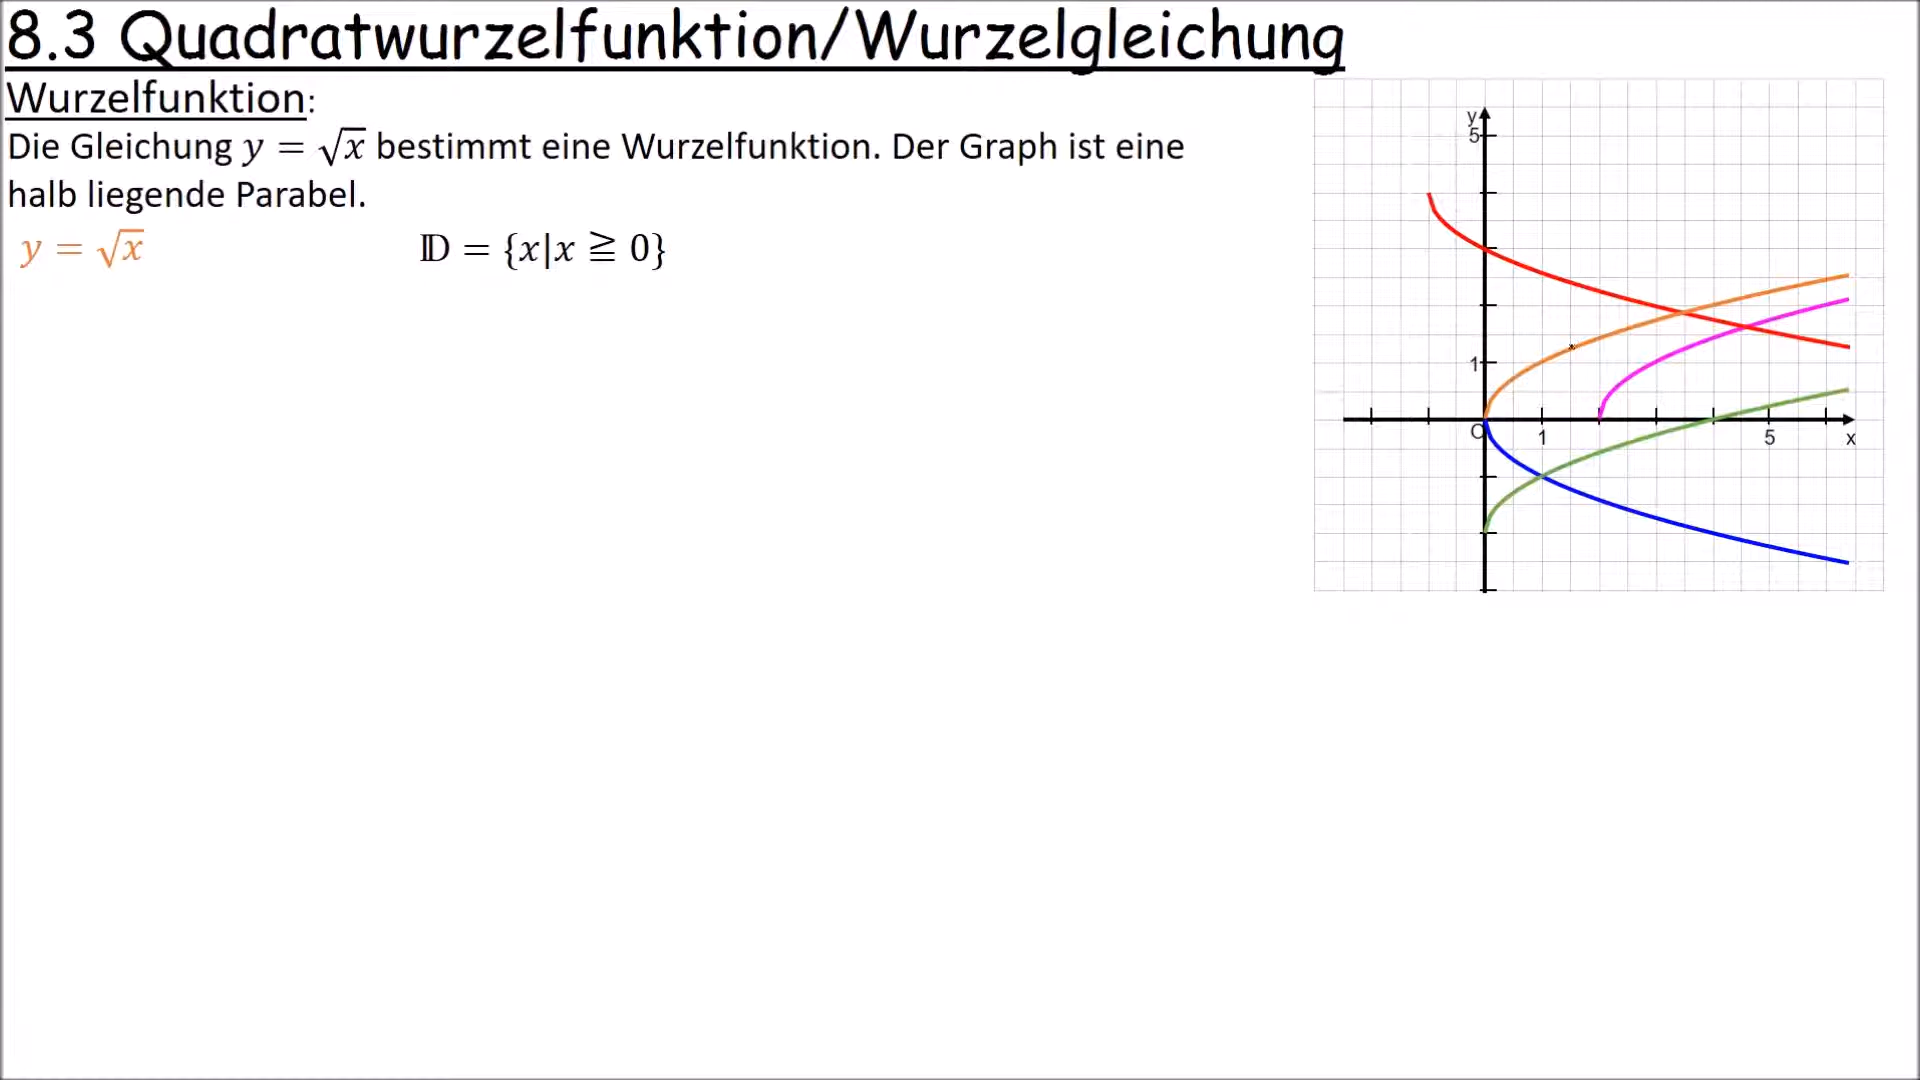 8.3 Quadratwurzelfunktion/Wurzelgleichung
Wurzelfunktion:
Die Gleichung y = √x bestimmt eine Wurzelfunktion. Der Graph ist eine
halb liegende Parabel.
y = √x
𝔻 = {x|x ≧ 0}
y
5
1
O
1
5
x